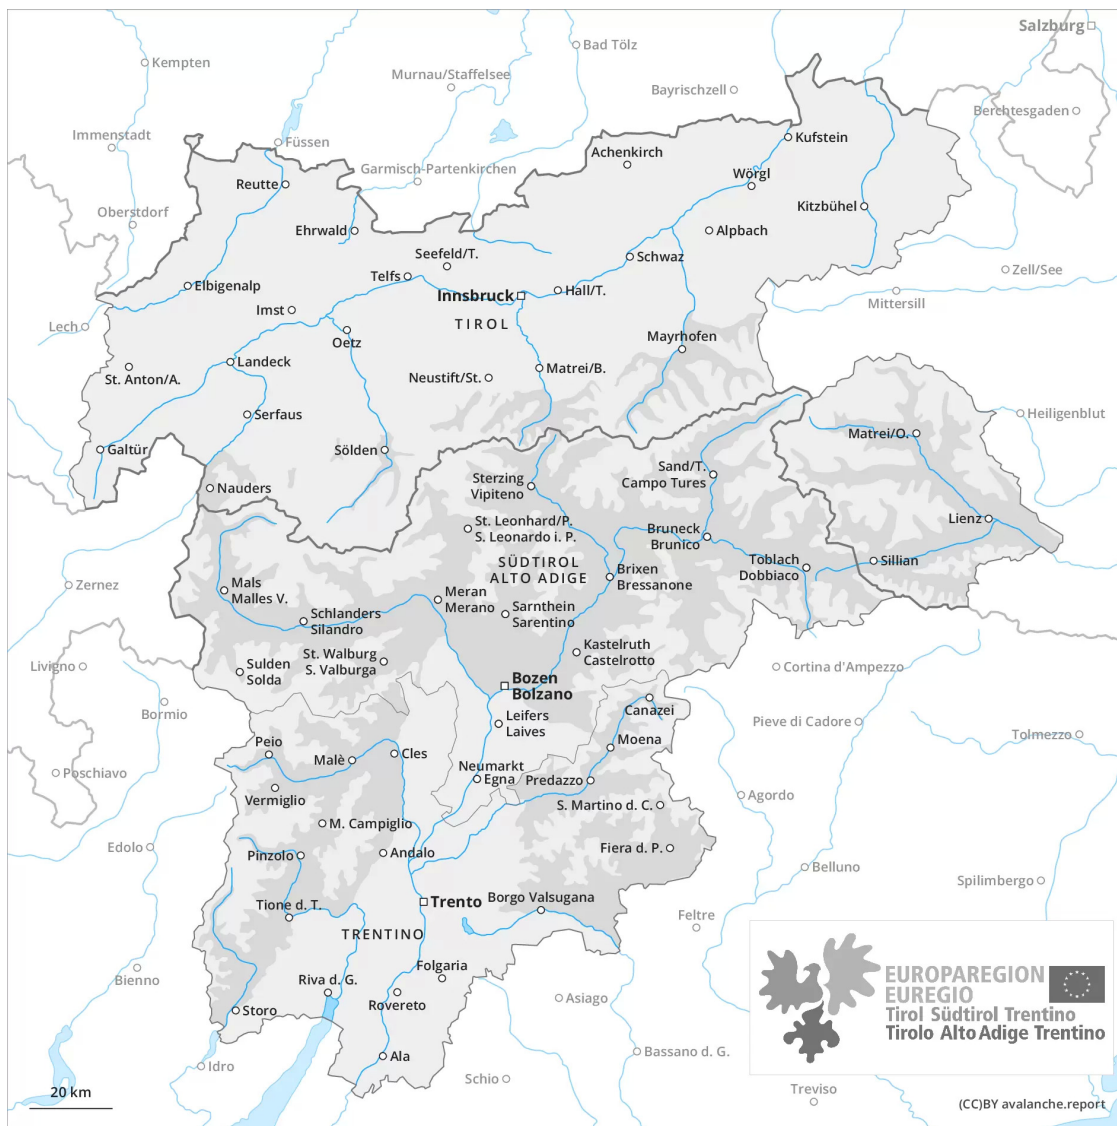 Salzburg
Bad Tölz
Kempten
Murnau/Staffelsee
Bayrischzell
Berchtesgaden
Immenstadt
Füssen
Kufstein
Achenkirch
Garmisch-Partenkirchen
Wörgl
Reutte
Kitzbühel
Oberstdorf
Ehrwald
Alpbach
Seefeld/T.
Schwaz
Zell/See
Telfs
Elbigenalp
Hall/T.
Innsbruck
Mittersill
Imst
TIROL
Lech
Oetz
Mayrhofen
Landeck
Matrei/B.
St. Anton/A.
Neustift/St.
Serfaus
Heiligenblut
Matrei/O.
Galtür
Sölden
Sand/T.
Campo Tures
Sterzing
Vipiteno
Nauders
Lienz
St. Leonhard/P.
S. Leonardo i. P.
Bruneck
Brunico
SÜDTIROL
ALTO ADIGE
Toblach
Dobbiaco
Sillian
Brixen
Bressanone
Zernez
Mals
Malles V.
Meran
Merano
Sarnthein
Sarentino
Schlanders
Silandro
Kastelruth
Castelrotto
St. Walburg
S. Valburga
Livigno
Sulden
Solda
Cortina d'Ampezzo
Bozen
Bolzano
Canazei
Bormio
Leifers
Laives
Pieve di Cadore
Moena
Tolmezzo
Peio
Cles
Malè
Neumarkt
Egna
Predazzo
Poschiavo
Vermiglio
S. Martino d. C.
Agordo
M. Campiglio
Edolo
Pinzolo
Andalo
Fiera d. P.
Belluno
Spilimbergo
Borgo Valsugana
Trento
Tione d. T.
Feltre
TRENTINO
Folgaria
Bienno
Riva d. G.
Rovereto
Asiago
Storo
EUROPAREGION
EUREGIO
Tirol Südtirol Trentino
Tirolo Alto Adige Trentino
Ala
Bassano d. G.
Idro
Schio
Treviso
20 km
(CC)BY avalanche.report